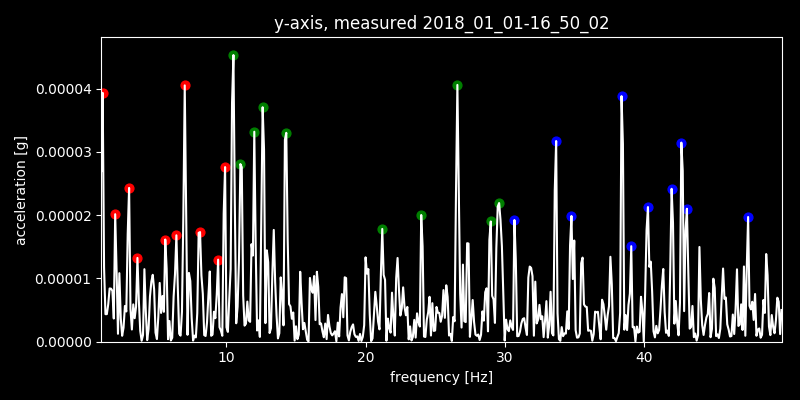 y-axis, measured 2018_01_01-16_50_02
0.00004
0.00003
0.00002
0.00001
0.00000
acceleration [g]
10 20 30 40
frequency [Hz]